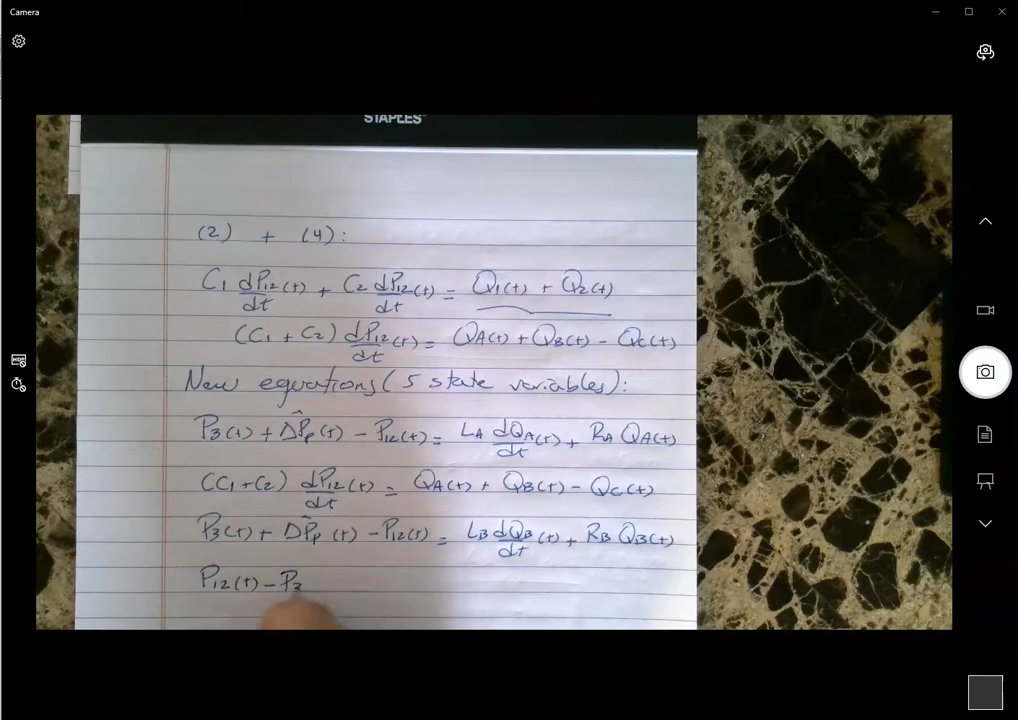 Camera
STAPLES
(2) + (4):
C1 dP12(t)/dt + C2 dP12(t)/dt = Q1(t) + Q2(t)
(C1 + C2) dP12(t)/dt = QA(t) + QB(t) - QC(t)
New equations (5 state variables):
P3(t) + ΔP̂p(t) - P12(t) = LA dQA(t)/dt + RA QA(t)
(C1+C2) dP12(t)/dt = QA(t) + QB(t) - QC(t)
P3(t) + ΔP̂p(t) - P12(t) = LB dQB(t)/dt + RB QB(t)
P12(t) - P3